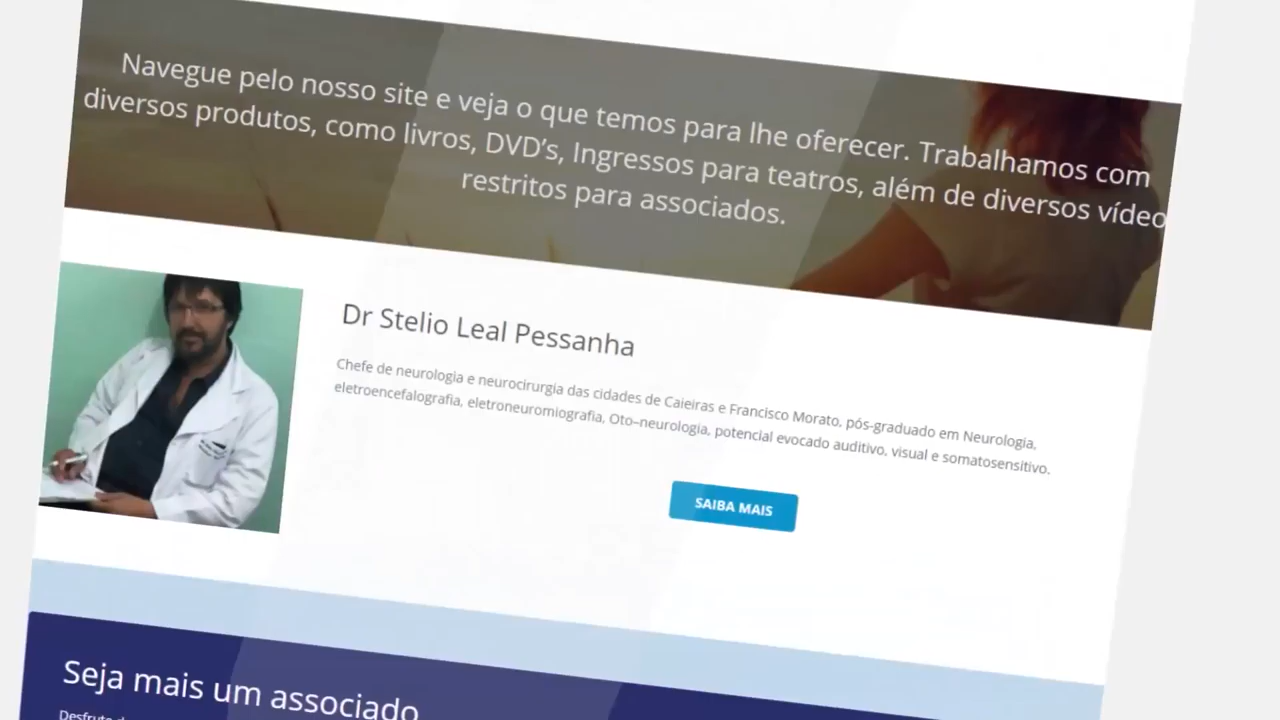 Navegue pelo nosso site e veja o que temos para lhe oferecer. Trabalhamos com
diversos produtos, como livros, DVD’s, Ingressos para teatros, além de diversos vídeo
restritos para associados.
Dr Stelio Leal Pessanha
Chefe de neurologia e neurocirurgia das cidades de Caieiras e Francisco Morato, pós-graduado em Neurologia,
eletroencefalografia, eletroneuromiografia, Oto–neurologia, potencial evocado auditivo, visual e somatosensitivo.
SAIBA MAIS
Seja mais um associado